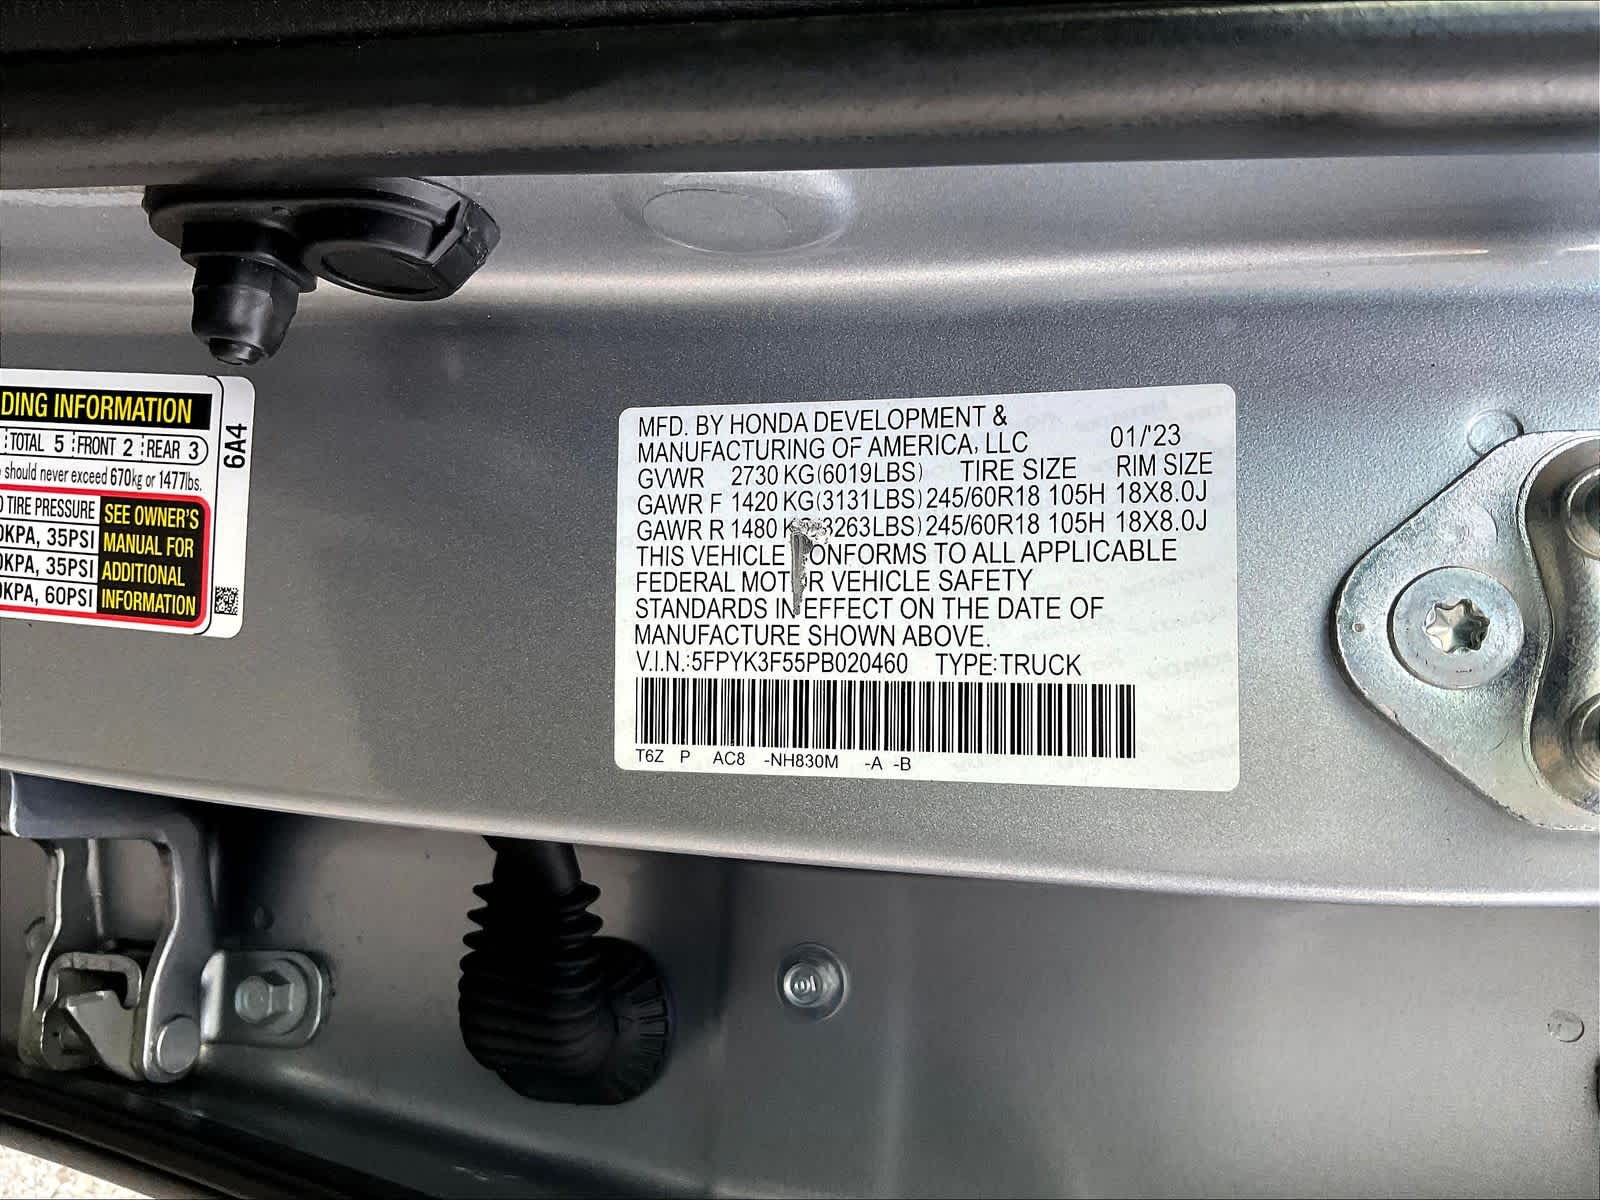 DING INFORMATION
TOTAL 5 FRONT 2 REAR 3
should never exceed 670kg or 1477lbs.
TIRE PRESSURE
SEE OWNER'S
KPA, 35PSI
MANUAL FOR
KPA, 35PSI
ADDITIONAL
KPA, 60PSI
INFORMATION
6A4
MFD. BY HONDA DEVELOPMENT &
MANUFACTURING OF AMERICA, LLC 01/'23
GVWR 2730 KG(6019LBS) TIRE SIZE RIM SIZE
GAWR F 1420 KG(3131LBS) 245/60R18 105H 18X8.0J
GAWR R 1480 KG(3263LBS) 245/60R18 105H 18X8.0J
THIS VEHICLE CONFORMS TO ALL APPLICABLE
FEDERAL MOTOR VEHICLE SAFETY
STANDARDS IN EFFECT ON THE DATE OF
MANUFACTURE SHOWN ABOVE.
V.I.N.:5FPYK3F55PB020460 TYPE:TRUCK
T6Z P AC8 -NH830M -A -B